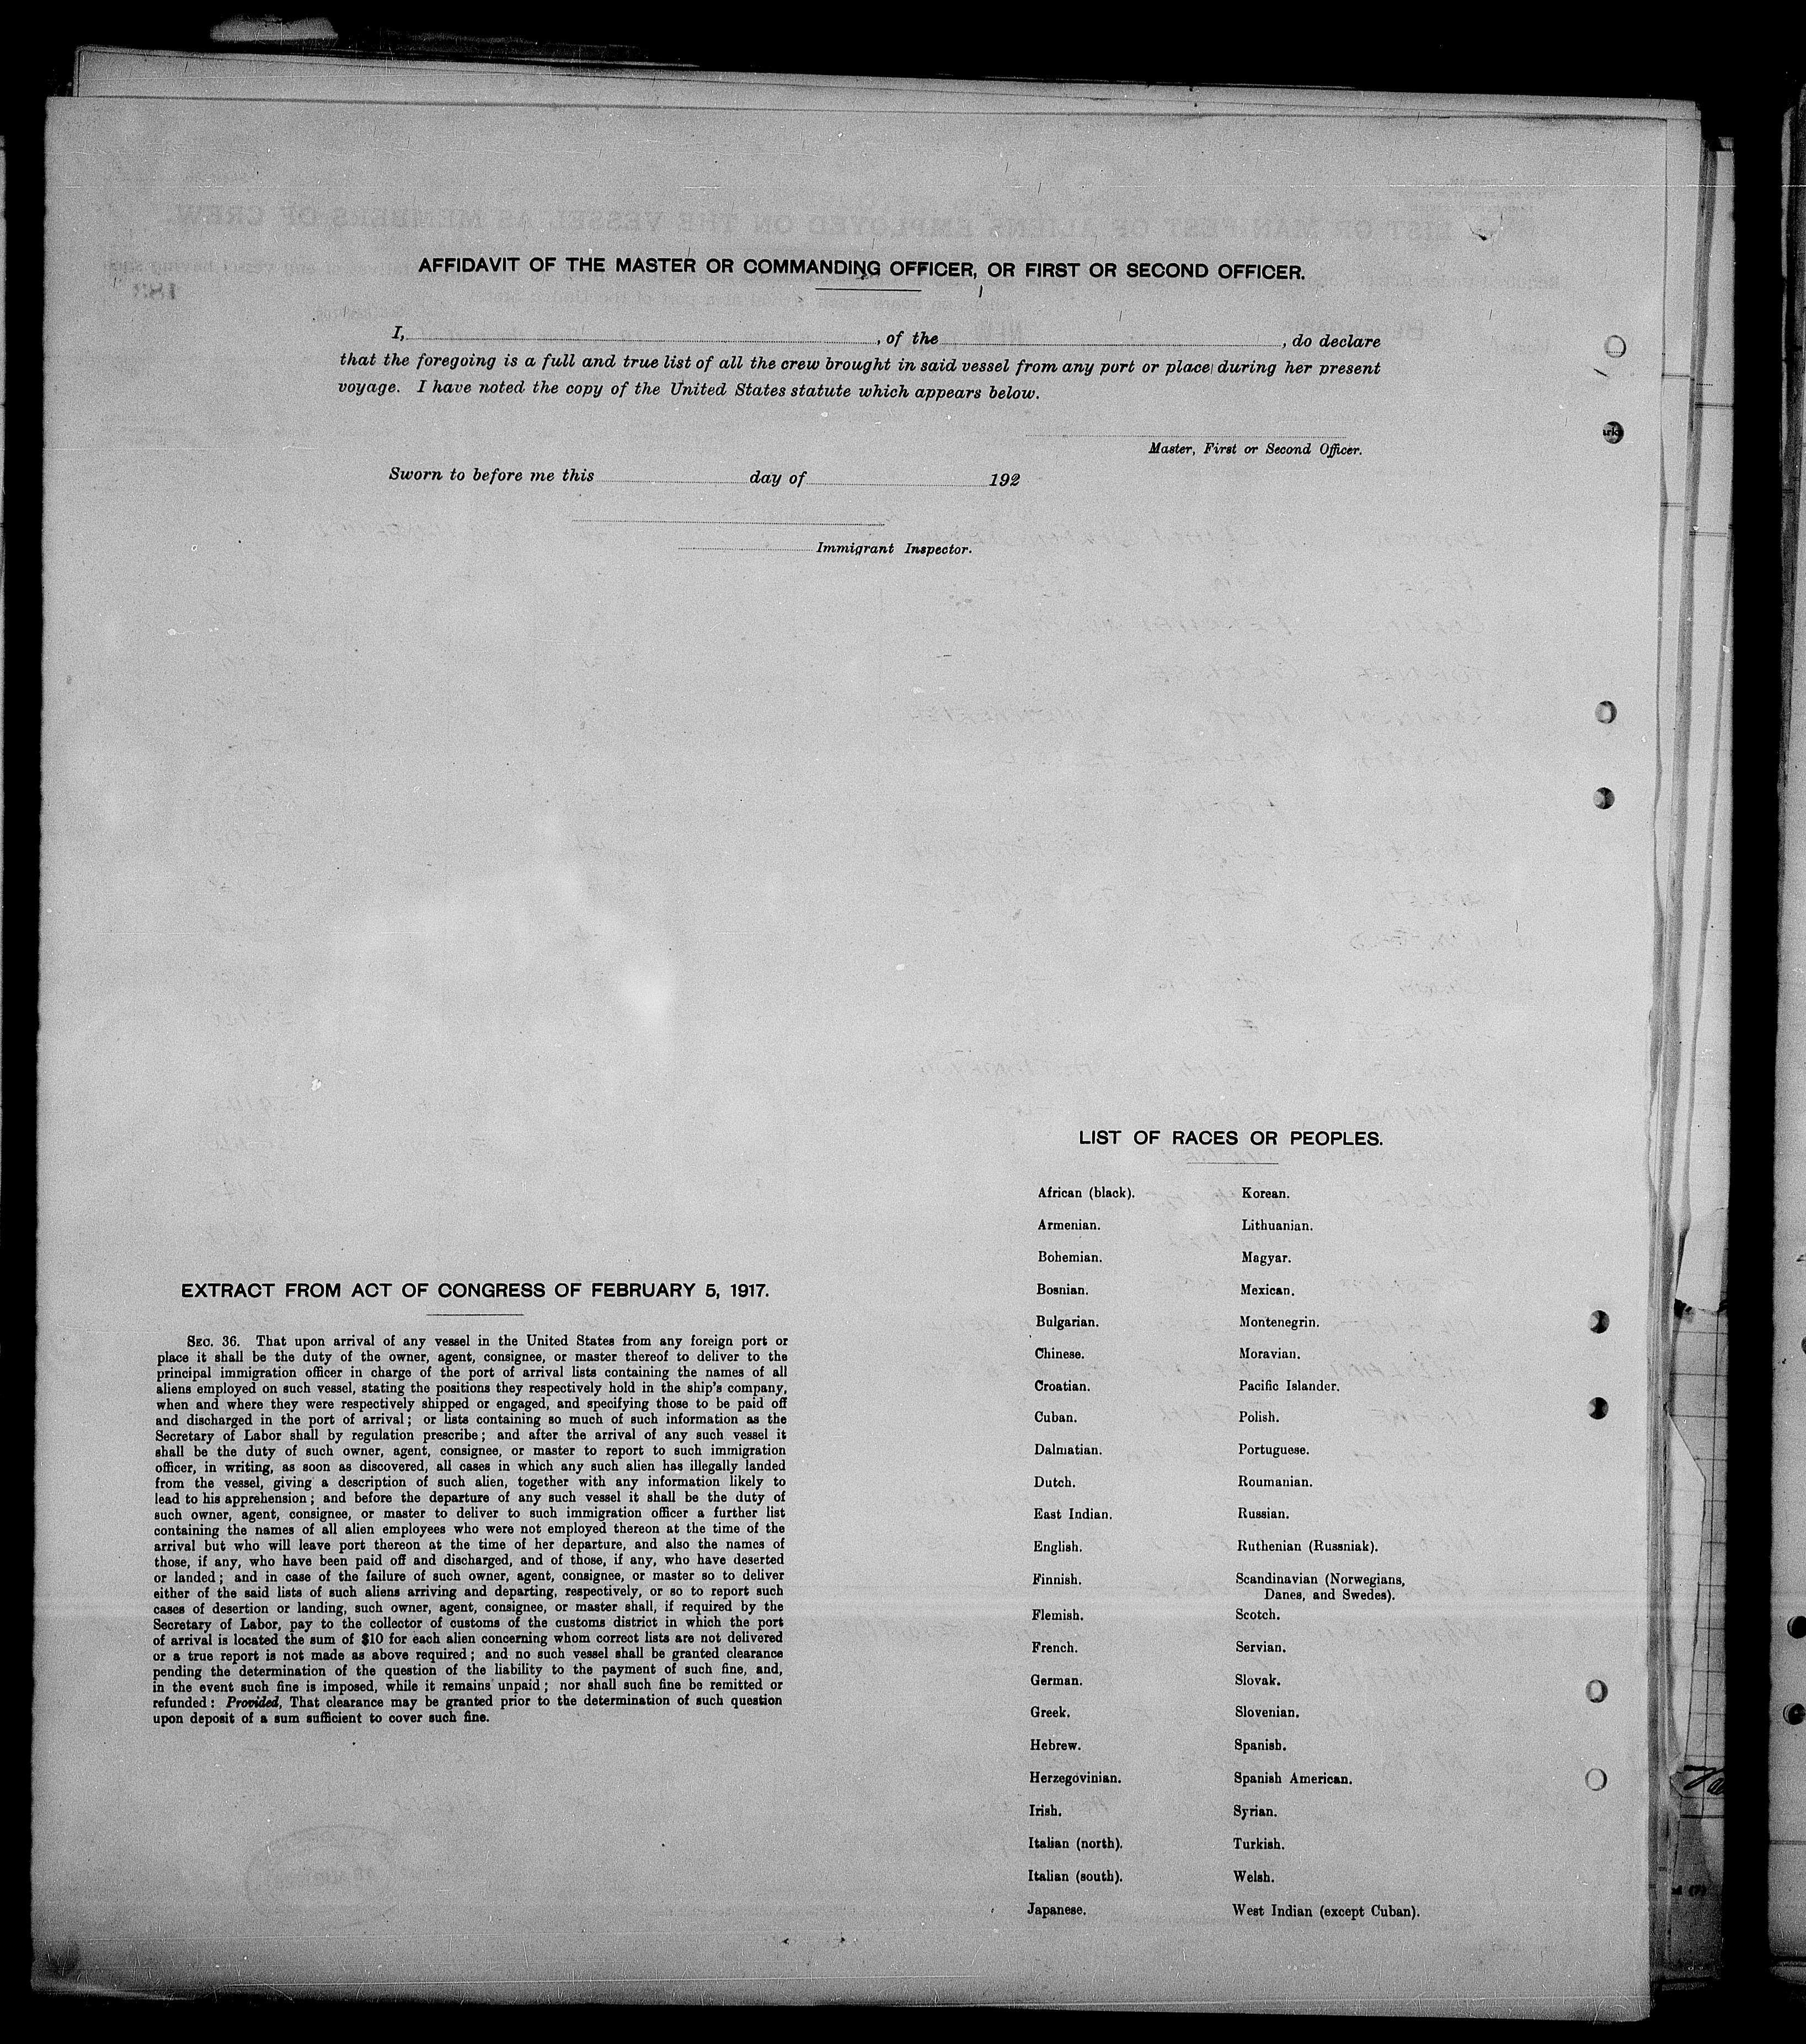 AFFIDAVIT OF THE MASTER OR COMMANDING OFFICER, OR FIRST OR SECOND OFFICER.
I, , of the , do declare
that the foregoing is a full and true list of all the crew brought in said vessel from any port or place during her present
voyage. I have noted the copy of the United States statute which appears below.
Master, First or Second Officer.
Sworn to before me this day of 192
Immigrant Inspector.
EXTRACT FROM ACT OF CONGRESS OF FEBRUARY 5, 1917.
SEC. 36. That upon arrival of any vessel in the United States from any foreign port or
place it shall be the duty of the owner, agent, consignee, or master thereof to deliver to the
principal immigration officer in charge of the port of arrival lists containing the names of all
aliens employed on such vessel, stating the positions they respectively hold in the ship's company,
when and where they were respectively shipped or engaged, and specifying those to be paid off
and discharged in the port of arrival; or lists containing so much of such information as the
Secretary of Labor shall by regulation prescribe; and after the arrival of any such vessel it
shall be the duty of such owner, agent, consignee, or master to report to such immigration
officer, in writing, as soon as discovered, all cases in which any such alien has illegally landed
from the vessel, giving a description of such alien, together with any information likely to
lead to his apprehension; and before the departure of any such vessel it shall be the duty of
such owner, agent, consignee, or master to deliver to such immigration officer a further list
containing the names of all alien employees who were not employed thereon at the time of the
arrival but who will leave port thereon at the time of her departure, and also the names of
those, if any, who have been paid off and discharged, and of those, if any, who have deserted
or landed; and in case of the failure of such owner, agent, consignee, or master so to deliver
either of the said lists of such aliens arriving and departing, respectively, or so to report such
cases of desertion or landing, such owner, agent, consignee, or master shall, if required by the
Secretary of Labor, pay to the collector of customs of the customs district in which the port
of arrival is located the sum of $10 for each alien concerning whom correct lists are not delivered
or a true report is not made as above required; and no such vessel shall be granted clearance
pending the determination of the question of the liability to the payment of such fine, and,
in the event such fine is imposed, while it remains unpaid; nor shall such fine be remitted or
refunded: Provided, That clearance may be granted prior to the determination of such question
upon deposit of a sum sufficient to cover such fine.
LIST OF RACES OR PEOPLES.
African (black).
Armenian.
Bohemian.
Bosnian.
Bulgarian.
Chinese.
Croatian.
Cuban.
Dalmatian.
Dutch.
East Indian.
English.
Finnish.
Flemish.
French.
German.
Greek.
Hebrew.
Herzegovinian.
Irish.
Italian (north).
Italian (south).
Japanese.
Korean.
Lithuanian.
Magyar.
Mexican.
Montenegrin.
Moravian.
Pacific Islander.
Polish.
Portuguese.
Roumanian.
Russian.
Ruthenian (Russniak).
Scandinavian (Norwegians,
Danes, and Swedes).
Scotch.
Servian.
Slovak.
Slovenian.
Spanish.
Spanish American.
Syrian.
Turkish.
Welsh.
West Indian (except Cuban).